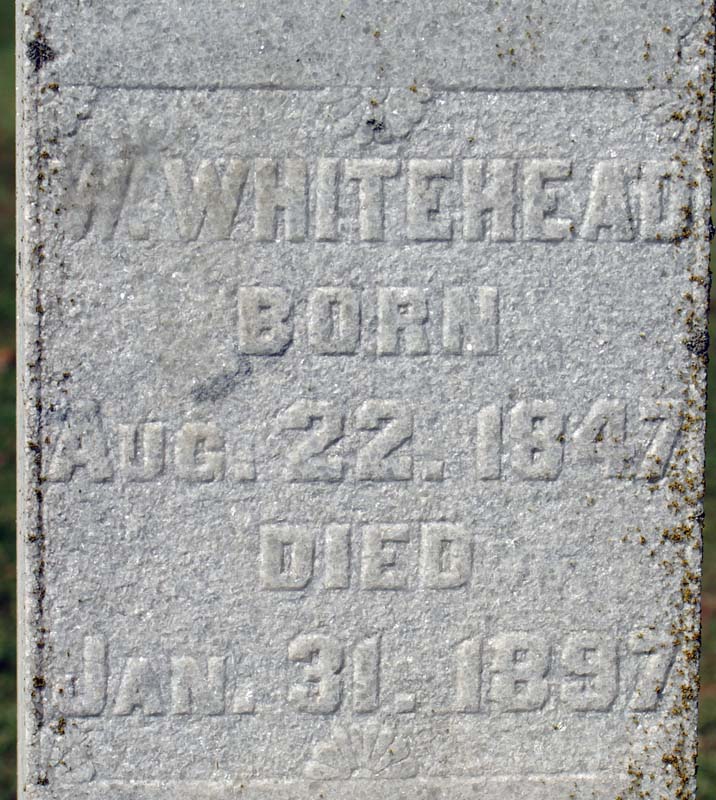 W. WHITEHEAD
BORN
AUG. 22. 1847
DIED
JAN. 31. 1897